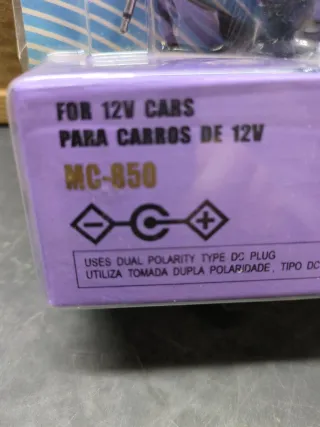 FOR 12V CARS
PARA CARROS DE 12V
MC-850
USES DUAL POLARITY TYPE DC PLUG
UTILIZA TOMADA DUPLA POLARIDADE, TIPO DC